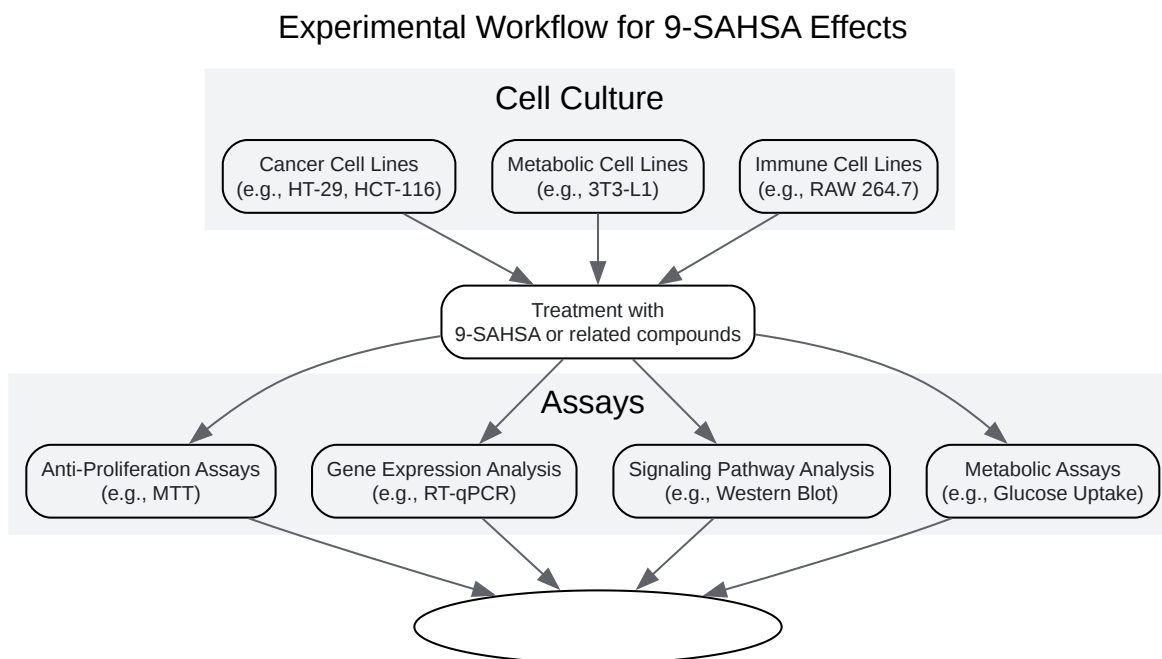 Experimental Workflow for 9-SAHSA Effects
Cell Culture
Cancer Cell Lines
(e.g., HT-29, HCT-116)
Metabolic Cell Lines
(e.g., 3T3-L1)
Immune Cell Lines
(e.g., RAW 264.7)
Treatment with
9-SAHSA or related compounds
Assays
Anti-Proliferation Assays
(e.g., MTT)
Gene Expression Analysis
(e.g., RT-qPCR)
Signaling Pathway Analysis
(e.g., Western Blot)
Metabolic Assays
(e.g., Glucose Uptake)